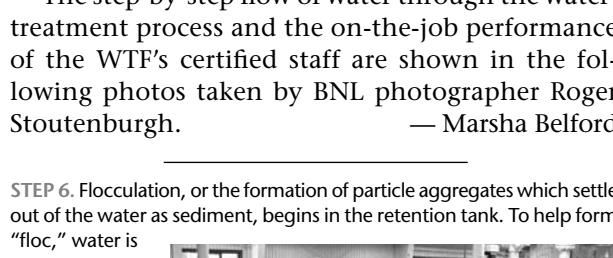 The step-by-step flow of water through the water-
treatment process and the on-the-job performance
of the WTF’s certified staff are shown in the fol-
lowing photos taken by BNL photographer Roger
Stoutenburgh. — Marsha Belford
STEP 6. Flocculation, or the formation of particle aggregates which settle
out of the water as sediment, begins in the retention tank. To help form
“floc,” water is